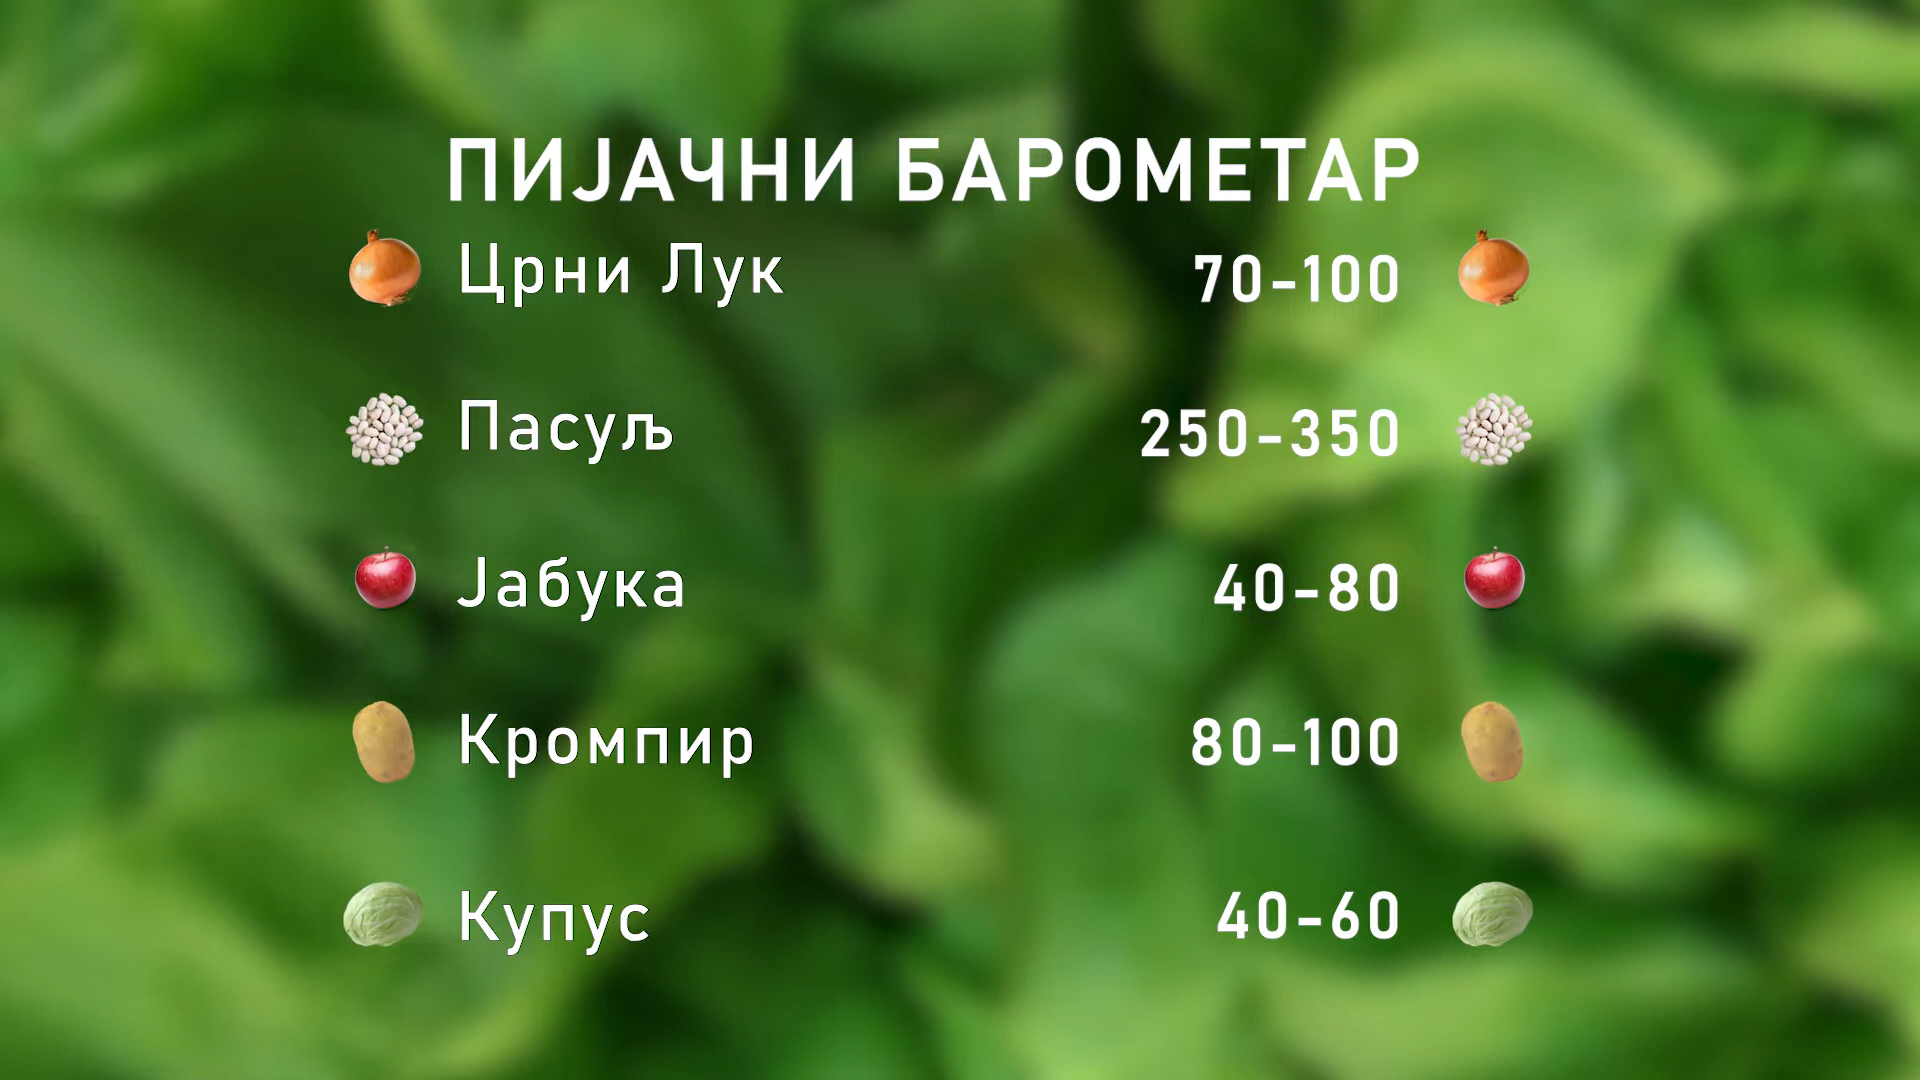 ПИЈАЧНИ БАРОМЕТАР
Црни Лук 70-100
Пасуљ 250-350
Јабука 40-80
Кромпир 80-100
Купус 40-60